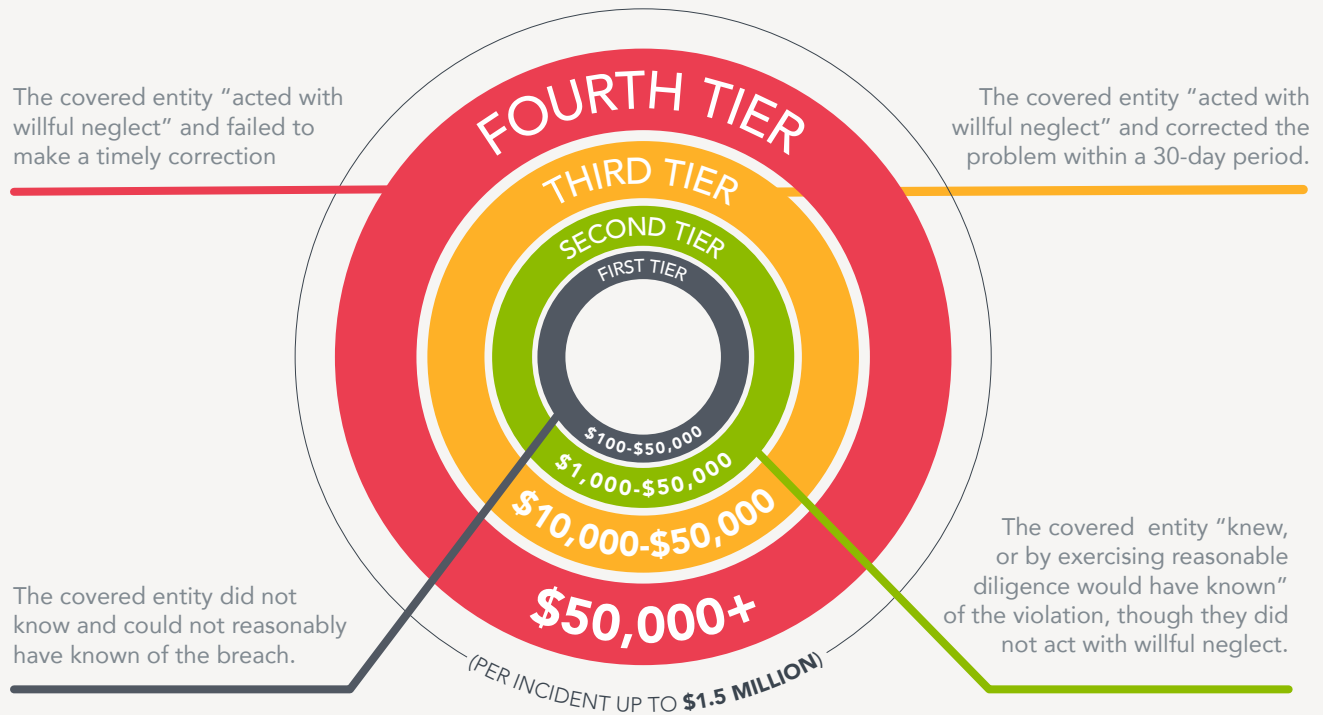 The covered entity “acted with
willful neglect” and failed to
make a timely correction
The covered entity “acted with
willful neglect” and corrected the
problem within a 30-day period.
FOURTH TIER
THIRD TIER
SECOND TIER
FIRST TIER
$100-$50,000
$1,000-$50,000
$10,000-$50,000
$50,000+
(PER INCIDENT UP TO $1.5 MILLION)
The covered entity did not
know and could not reasonably
have known of the breach.
The covered entity “knew,
or by exercising reasonable
diligence would have known”
of the violation, though they did
not act with willful neglect.